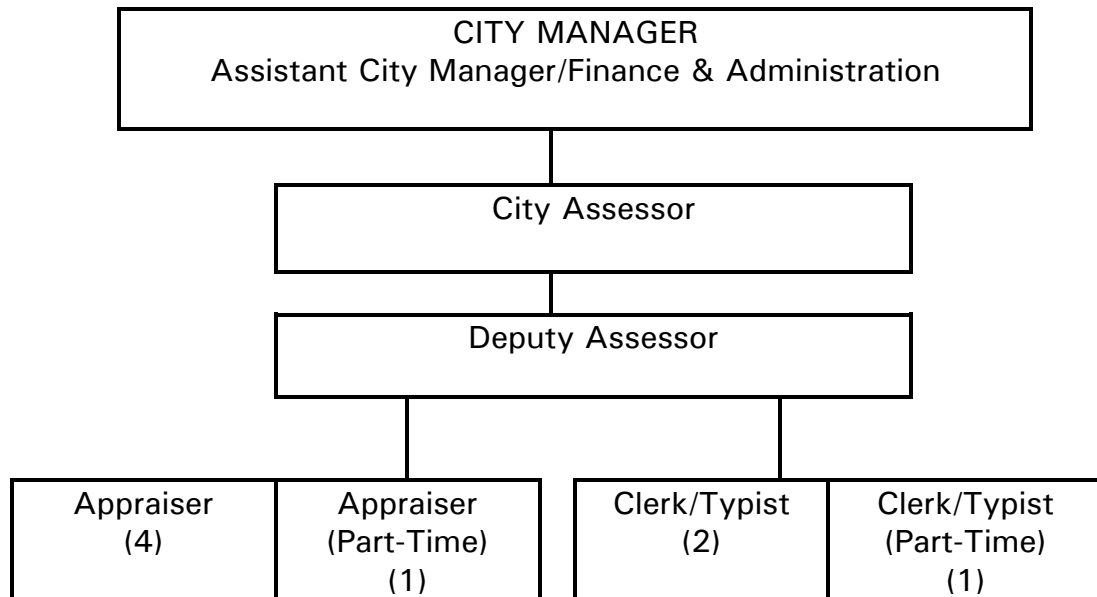 CITY MANAGER
Assistant City Manager/Finance & Administration
City Assessor
Deputy Assessor
Appraiser
(4)
Appraiser
(Part-Time)
(1)
Clerk/Typist
(2)
Clerk/Typist
(Part-Time)
(1)